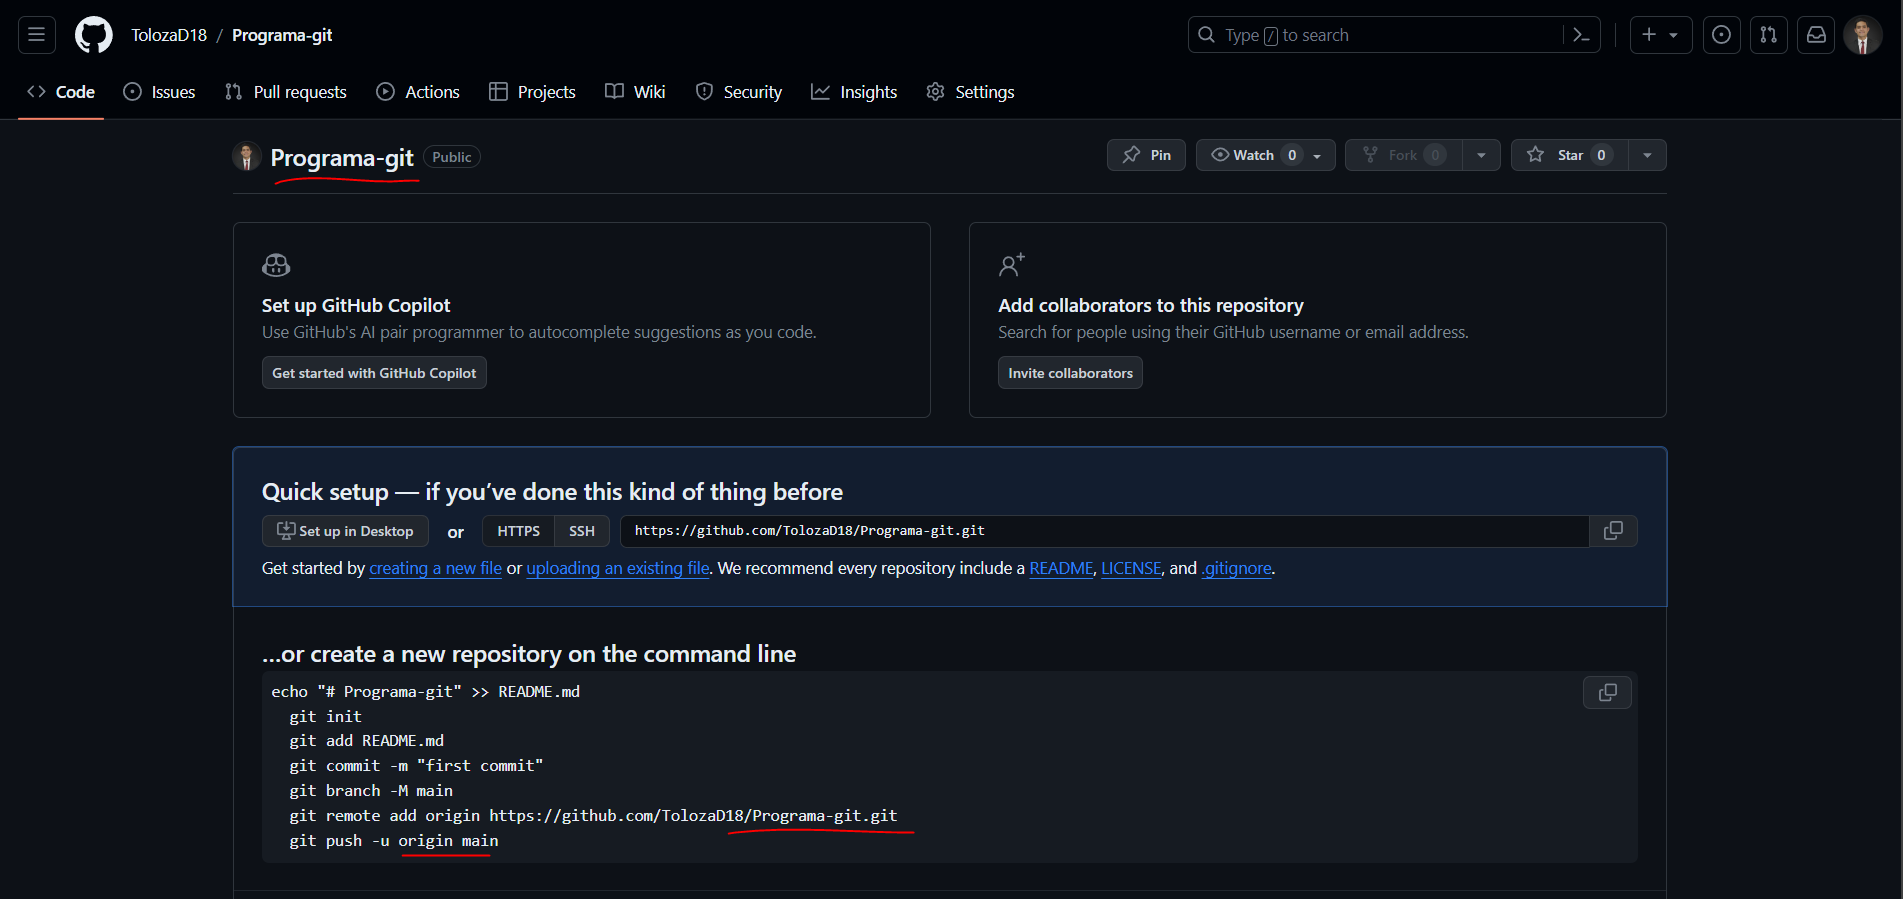 TolozaD18 / Programa-git
Type / to search
Code Issues Pull requests Actions Projects Wiki Security Insights Settings
Programa-git Public
Pin Watch 0 Fork 0 Star 0
Set up GitHub Copilot
Use GitHub's AI pair programmer to autocomplete suggestions as you code.
Get started with GitHub Copilot
Add collaborators to this repository
Search for people using their GitHub username or email address.
Invite collaborators
Quick setup — if you’ve done this kind of thing before
Set up in Desktop or HTTPS SSH https://github.com/TolozaD18/Programa-git.git
Get started by creating a new file or uploading an existing file. We recommend every repository include a README, LICENSE, and .gitignore.
…or create a new repository on the command line
echo "# Programa-git" >> README.md
git init
git add README.md
git commit -m "first commit"
git branch -M main
git remote add origin https://github.com/TolozaD18/Programa-git.git
git push -u origin main